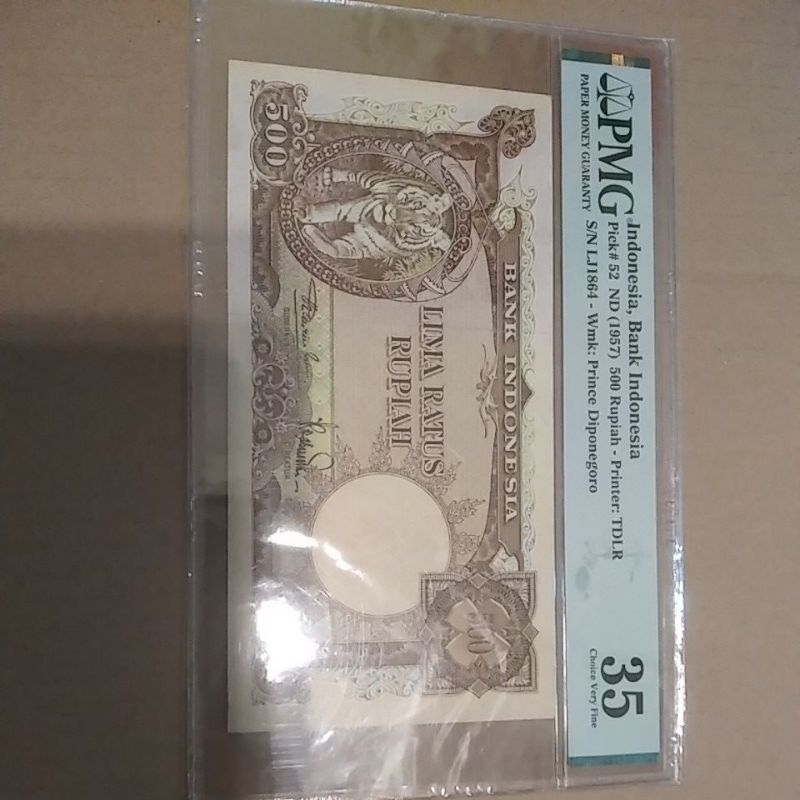 PMG
PAPER MONEY GUARANTY
Indonesia, Bank Indonesia
Pick# 52 ND (1957) 500 Rupiah - Printer: TDLR
S/N LJ1864 - Wmk: Prince Diponegoro
35
Choice Very Fine
500
BANK INDONESIA
LIMA RATUS
RUPIAH
500
500